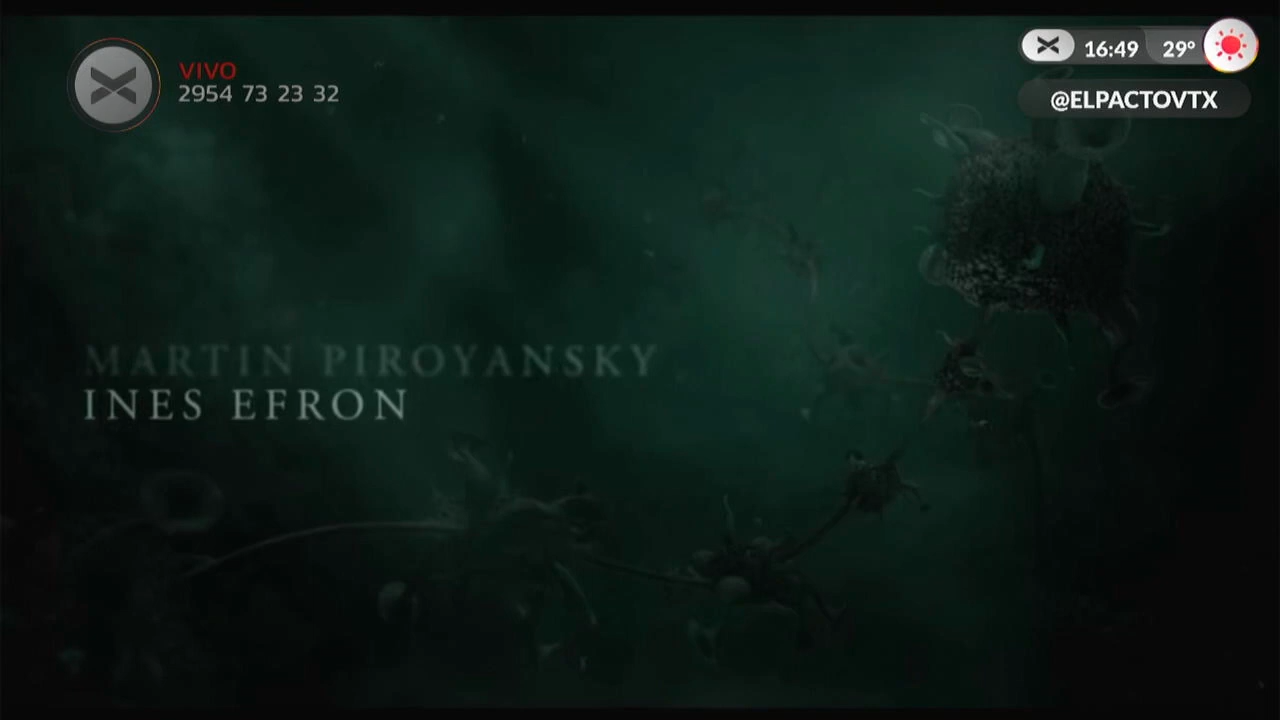 VIVO
2954 73 23 32
16:49 29°
@ELPACTOVTX
MARTIN PIROYANSKY
INES EFRON